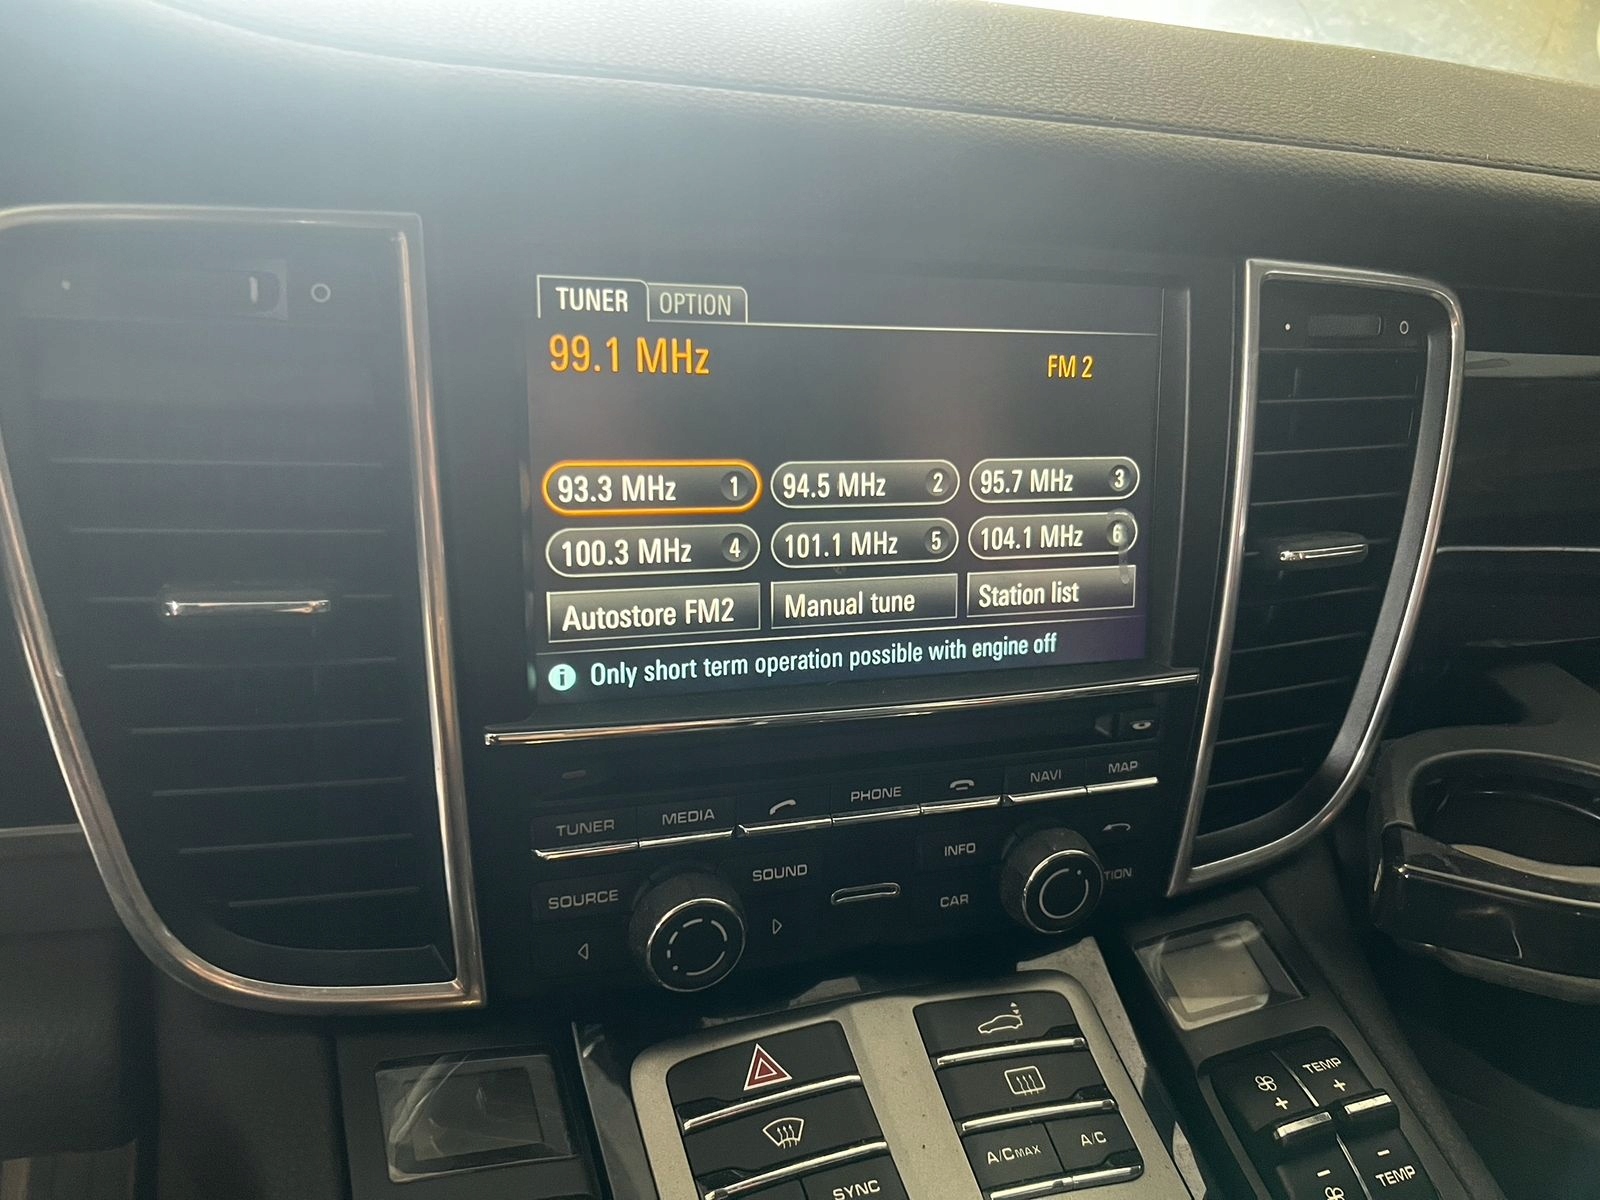 TUNER OPTION
99.1 MHz FM 2
93.3 MHz 1 94.5 MHz 2 95.7 MHz 3
100.3 MHz 4 101.1 MHz 5 104.1 MHz 6
Autostore FM2 Manual tune Station list
i Only short term operation possible with engine off
TUNER MEDIA PHONE NAVI MAP
SOURCE SOUND INFO
CAR TION
A/C MAX A/C
SYNC
TEMP
+ +
- -
TEMP